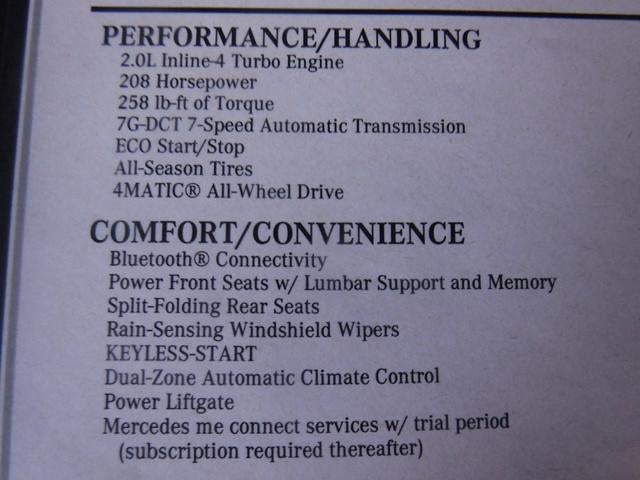 PERFORMANCE/HANDLING
2.0L Inline-4 Turbo Engine
208 Horsepower
258 lb-ft of Torque
7G-DCT 7-Speed Automatic Transmission
ECO Start/Stop
All-Season Tires
4MATIC® All-Wheel Drive
COMFORT/CONVENIENCE
Bluetooth® Connectivity
Power Front Seats w/ Lumbar Support and Memory
Split-Folding Rear Seats
Rain-Sensing Windshield Wipers
KEYLESS-START
Dual-Zone Automatic Climate Control
Power Liftgate
Mercedes me connect services w/ trial period
(subscription required thereafter)